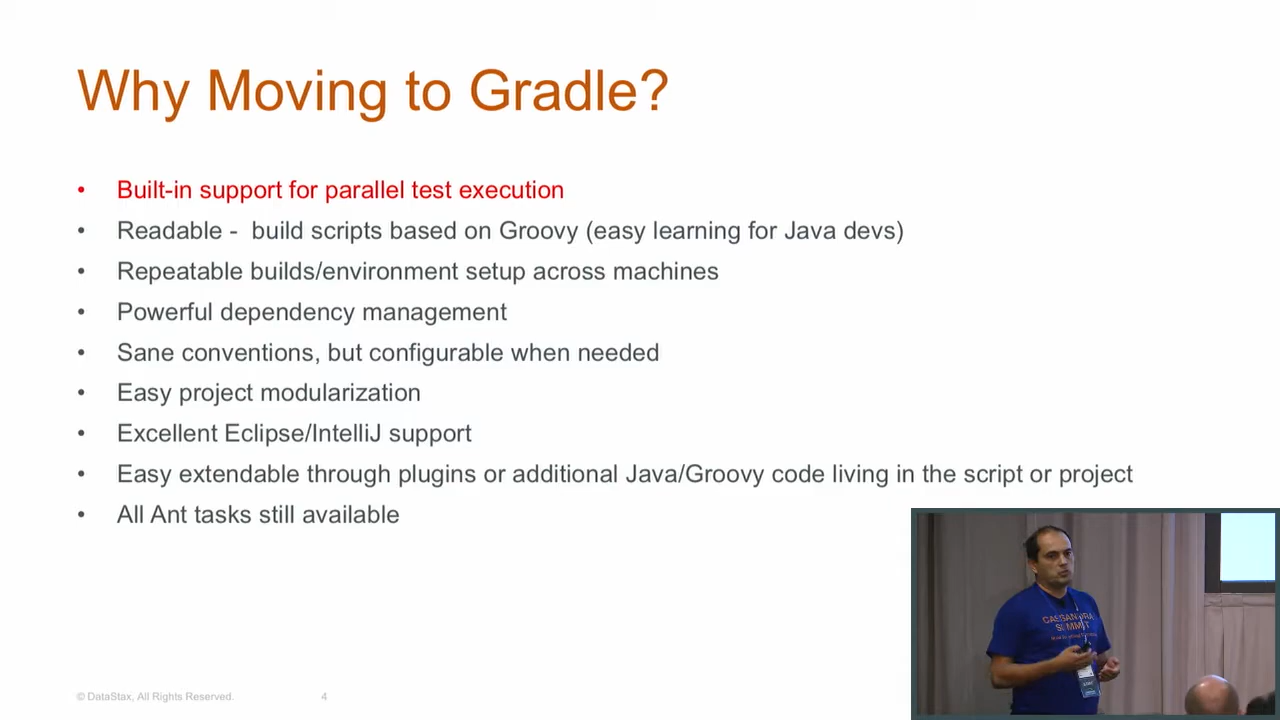 Why Moving to Gradle?
• Built-in support for parallel test execution
• Readable - build scripts based on Groovy (easy learning for Java devs)
• Repeatable builds/environment setup across machines
• Powerful dependency management
• Sane conventions, but configurable when needed
• Easy project modularization
• Excellent Eclipse/IntelliJ support
• Easy extendable through plugins or additional Java/Groovy code living in the script or project
• All Ant tasks still available
CASSANDRA
SUMMIT
© DataStax, All Rights Reserved.
4